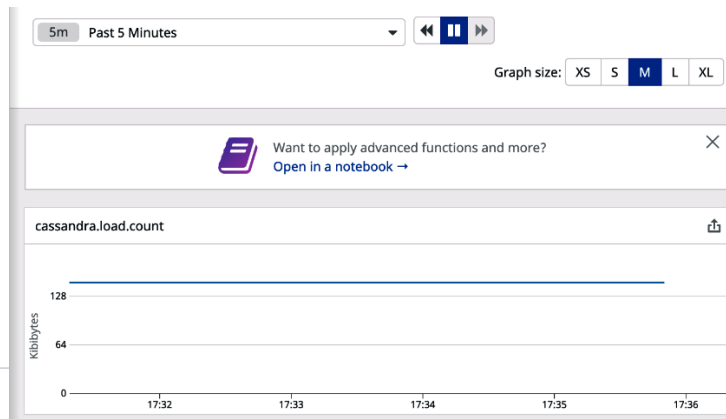 5m Past 5 Minutes
Graph size: XS S M L XL
Want to apply advanced functions and more?
Open in a notebook →
cassandra.load.count
Kibibytes
128
64
0
17:32 17:33 17:34 17:35 17:36